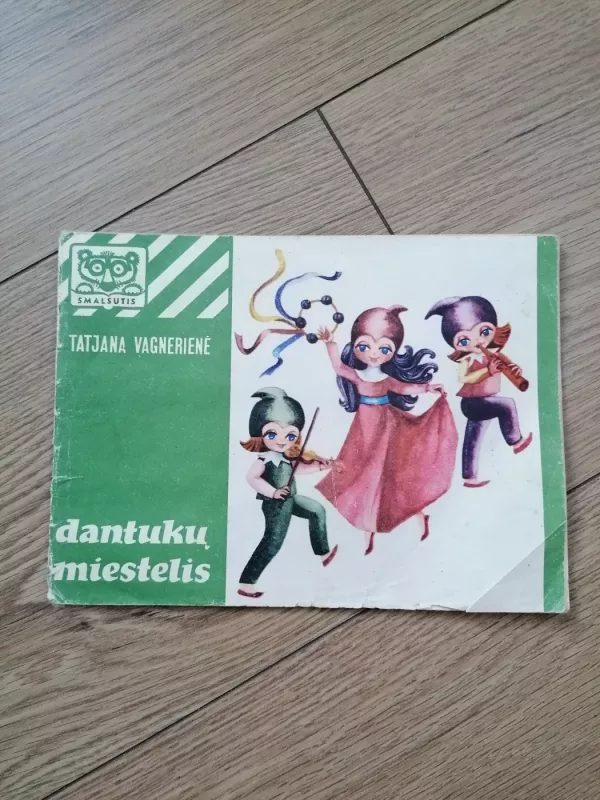 SMALSUTIS
TATJANA VAGNERIENĖ
dantukų
miestelis